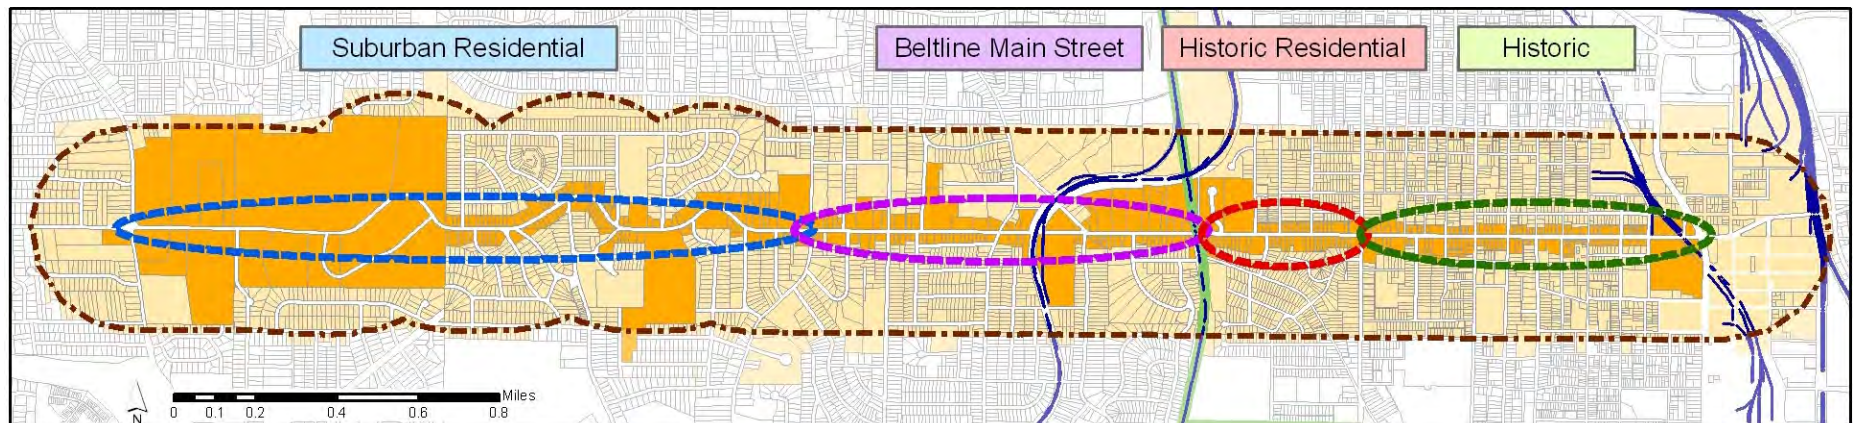 Suburban Residential
Beltline Main Street
Historic Residential
Historic
Miles
0 0.1 0.2 0.4 0.6 0.8
N